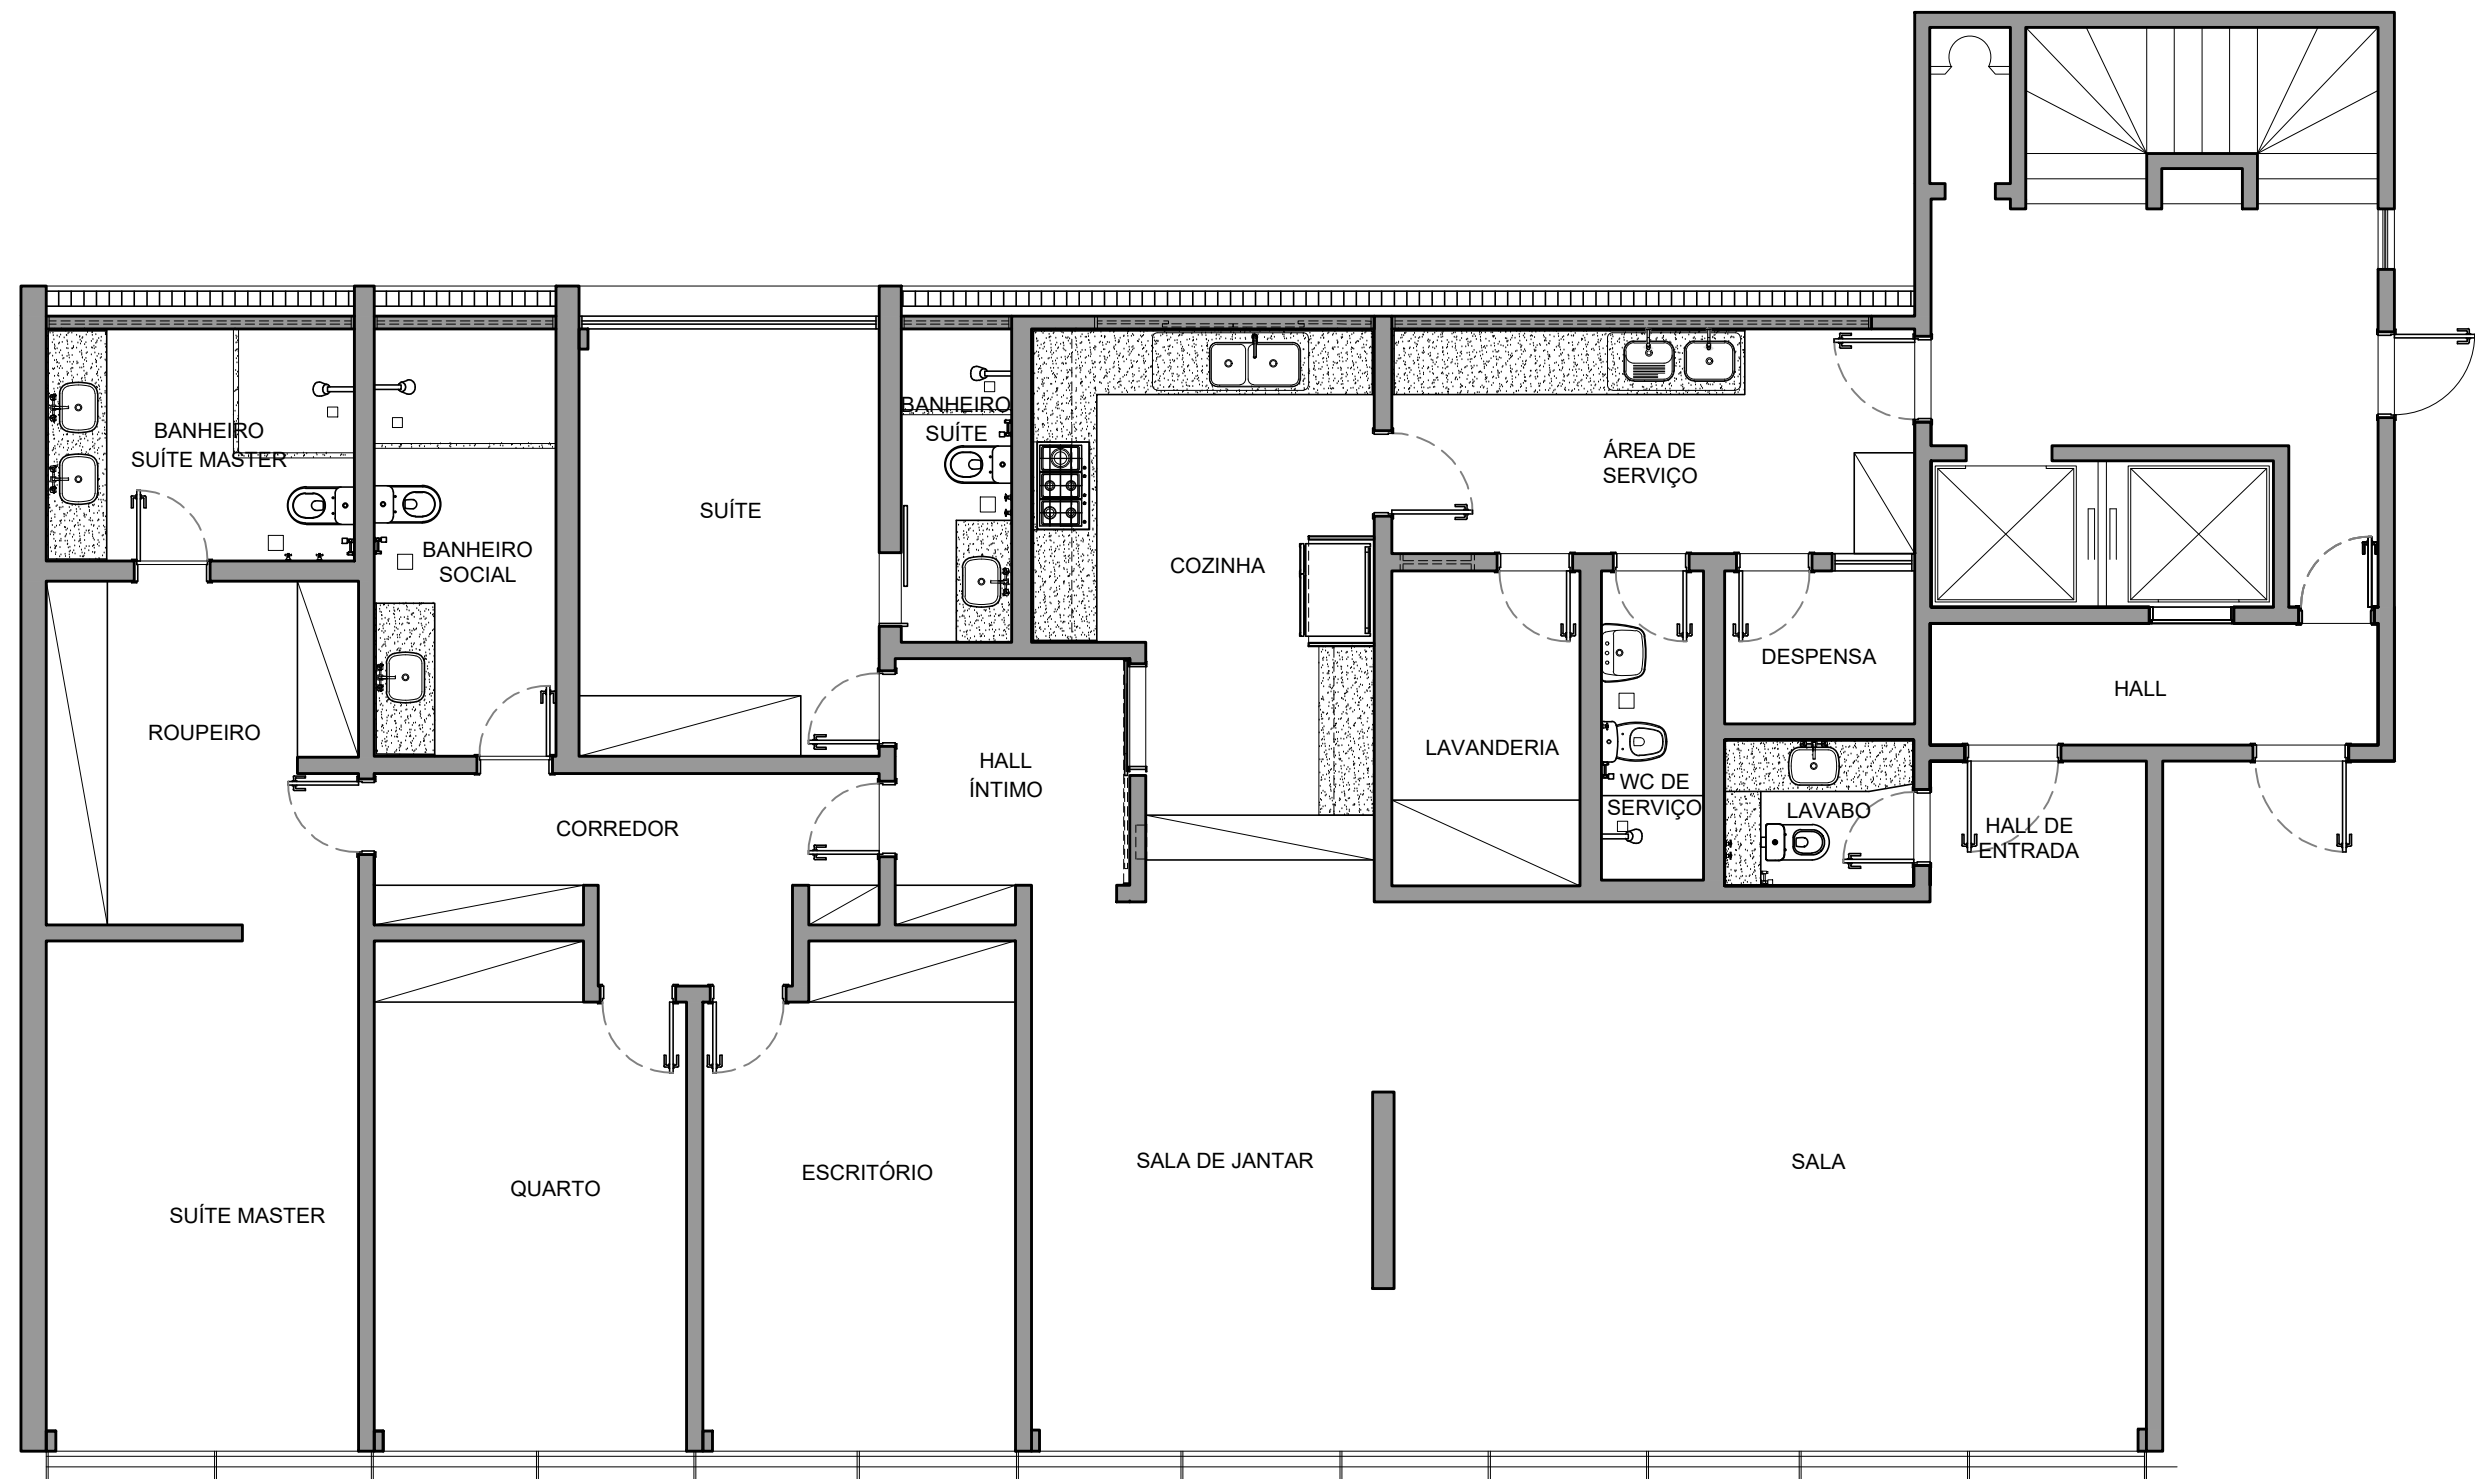 BANHEIRO
SUÍTE MASTER
BANHEIRO
SOCIAL
SUÍTE
BANHEIRO
SUÍTE
COZINHA
ÁREA DE
SERVIÇO
DESPENSA
HALL
ROUPEIRO
CORREDOR
HALL
ÍNTIMO
LAVANDERIA
WC DE
SERVIÇO
LAVABO
HALL DE
ENTRADA
SUÍTE MASTER
QUARTO
ESCRITÓRIO
SALA DE JANTAR
SALA